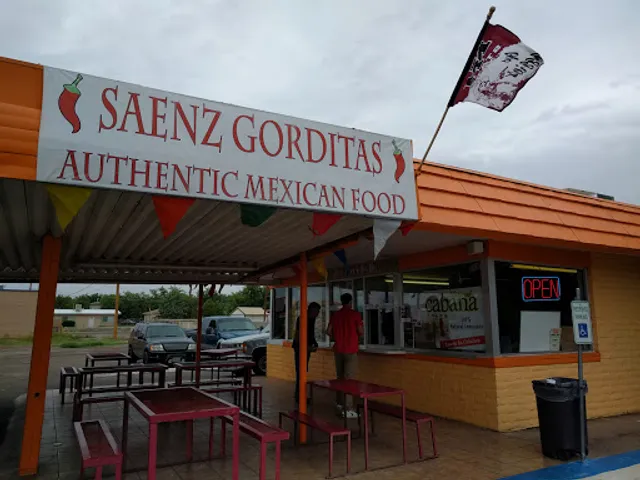 SAENZ GORDITAS
AUTHENTIC MEXICAN FOOD
OPEN
cabana